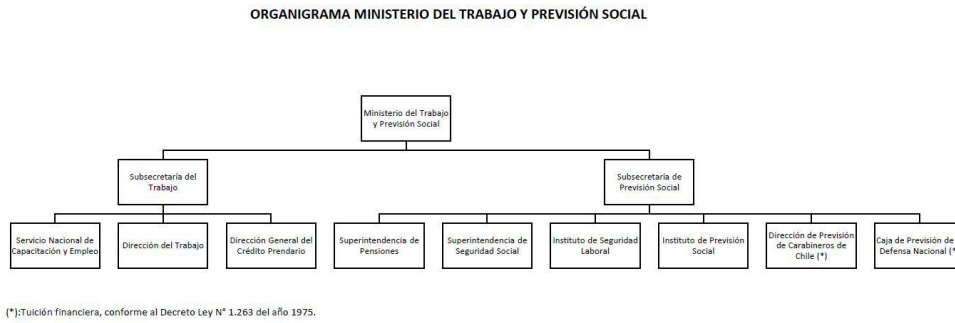 ORGANIGRAMA MINISTERIO DEL TRABAJO Y PREVISIÓN SOCIAL
Ministerio del Trabajo
y Previsión Social
Subsecretaría del
Trabajo
Subsecretaría de
Previsión Social
Servicio Nacional de
Capacitación y Empleo
Dirección del Trabajo
Dirección General del
Crédito Prendario
Superintendencia de
Pensiones
Superintendencia de
Seguridad Social
Instituto de Seguridad
Laboral
Instituto de Previsión
Social
Dirección de Previsión
de Carabineros de
Chile (*)
Caja de Previsión de
Defensa Nacional (*
(*):Tuición financiera, conforme al Decreto Ley N° 1.263 del año 1975.